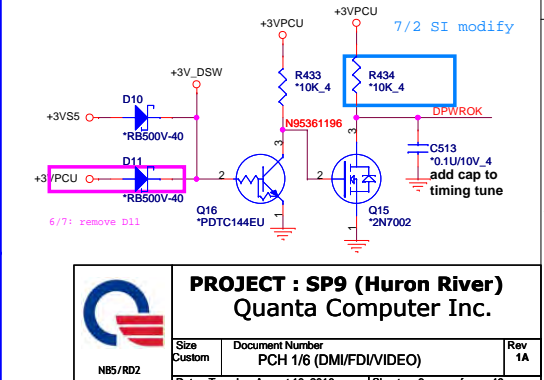 +3VPCU
+3VPCU
7/2 SI modify
+3V_DSW
R433
*10K_4
R434
*10K_4
D10
+3VS5
*RB500V-40
N95361196
DPWROK
3
3
C513
*0.1U/10V_4
add cap to
timing tune
D11
+3VPCU
*RB500V-40
2
2
6/7: remove D11
Q16
*PDTC144EU
1
Q15
*2N7002
1
PROJECT : SP9 (Huron River)
Quanta Computer Inc.
NB5/RD2
Size
Custom
Document Number
PCH 1/6 (DMI/FDI/VIDEO)
Rev
1A